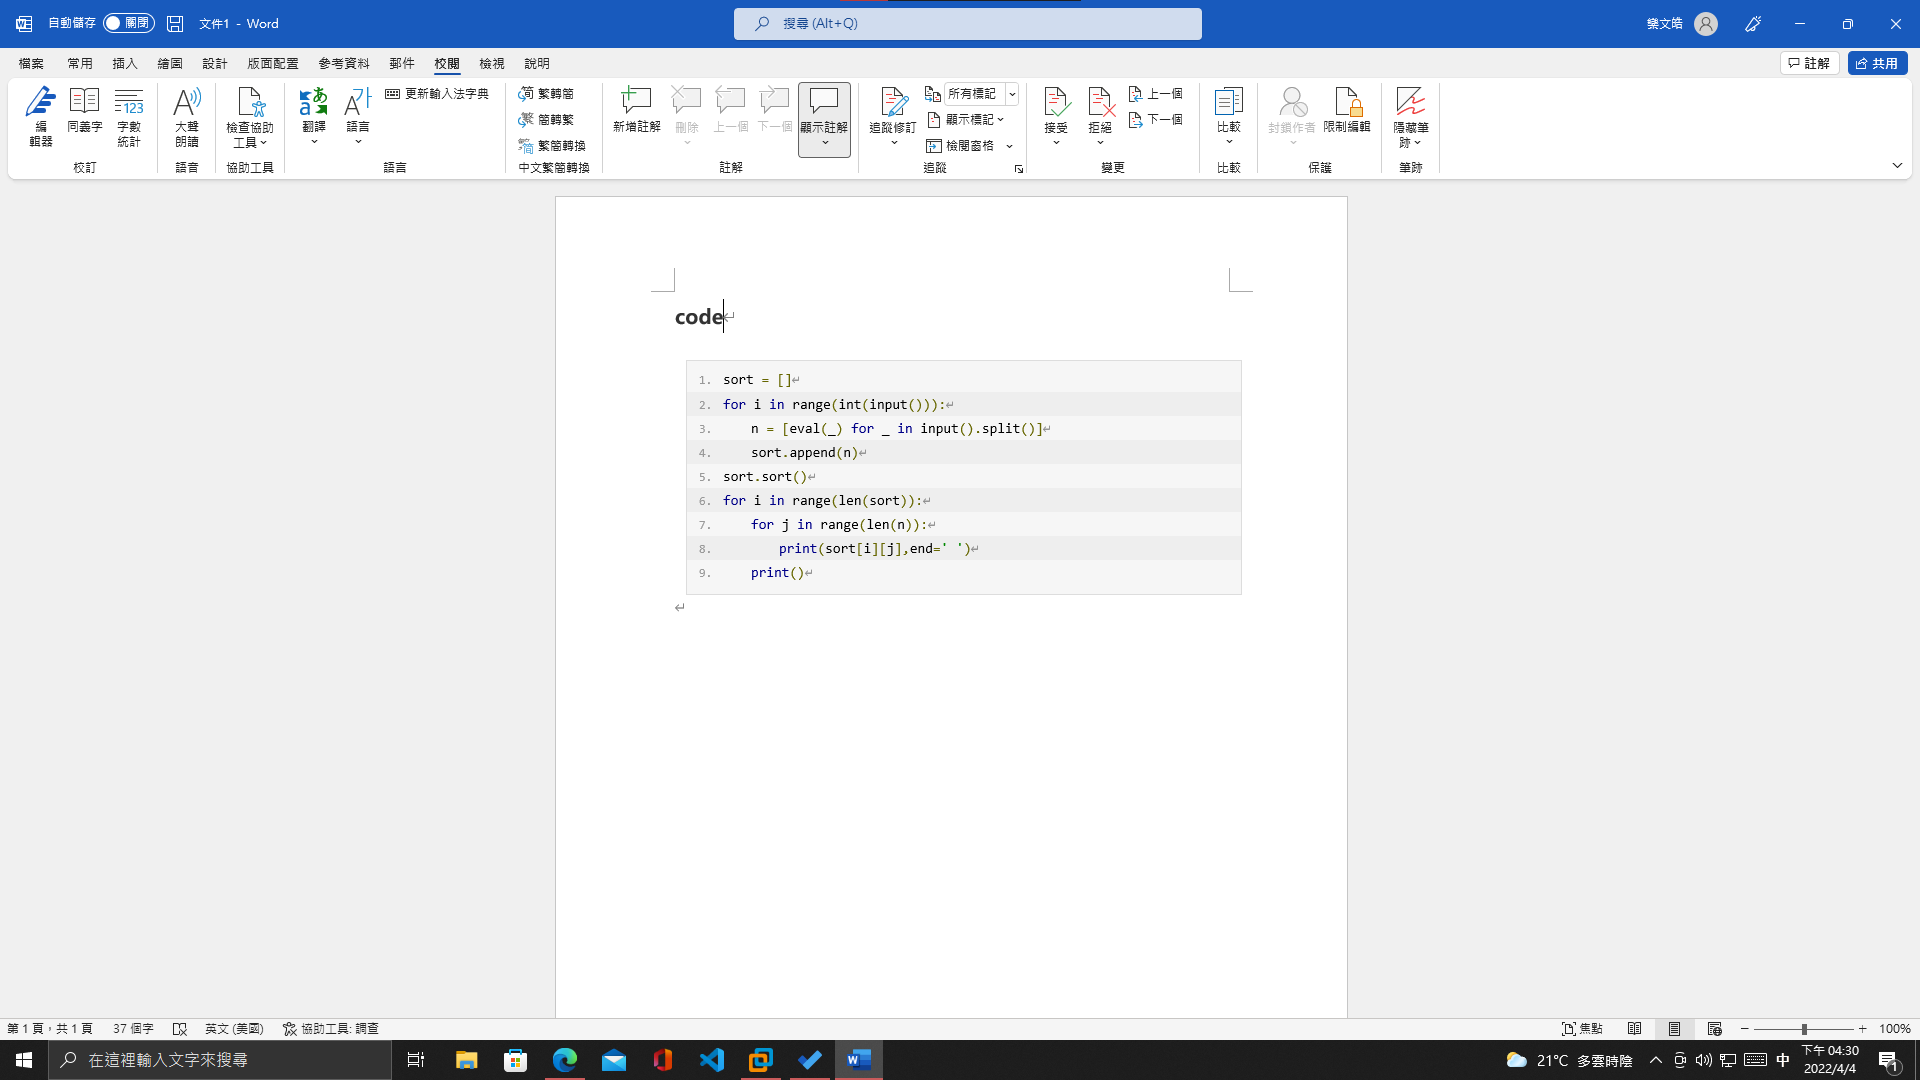 自動儲存 關閉 文件1 - Word 搜尋 (Alt+Q) 欒文皓
檔案 常用 插入 繪圖 設計 版面配置 參考資料 郵件 校閱 檢視 說明 註解 共用
編輯器 同義字 字數統計 校訂
大聲朗讀 語音
檢查協助工具 協助工具
翻譯 語言 更新輸入法字典 語言
繁轉簡 簡轉繁 繁簡轉換 中文繁簡轉換
新增註解 刪除 上一個 下一個 顯示註解 註解
追蹤修訂 所有標記 顯示標記 檢閱窗格 追蹤
接受 拒絕 上一個 下一個 變更
比較 比較
封鎖作者 限制編輯 保護
隱藏筆跡 筆跡
code
1. sort = []
2. for i in range(int(input())):
3. n = [eval(_) for _ in input().split()]
4. sort.append(n)
5. sort.sort()
6. for i in range(len(sort)):
7. for j in range(len(n)):
8. print(sort[i][j],end=' ')
9. print()
第 1 頁，共 1 頁 37 個字 英文 (美國) 協助工具: 調查 焦點 100%
在這裡輸入文字來搜尋 21°C 多雲時陰 中 下午 04:30
2022/4/4 1